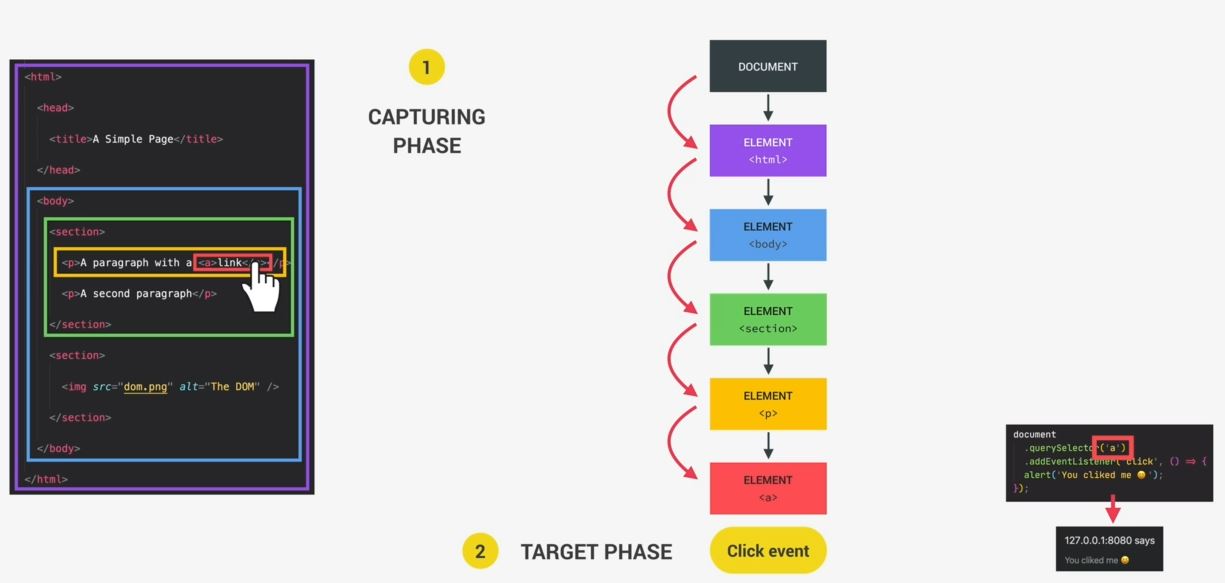 <html>
<head>
<title>A Simple Page</title>
</head>
<body>
<section>
<p>A paragraph with a <a>link</a></p>
<p>A second paragraph</p>
</section>
<section>
<img src="dom.png" alt="The DOM" />
</section>
</body>
</html>
1
CAPTURING
PHASE
DOCUMENT
ELEMENT
<html>
ELEMENT
<body>
ELEMENT
<section>
ELEMENT
<p>
ELEMENT
<a>
2 TARGET PHASE
Click event
document
.querySelector('a')
.addEventListener('click', () => {
alert('You cliked me 😀');
});
127.0.0.1:8080 says
You cliked me 😀